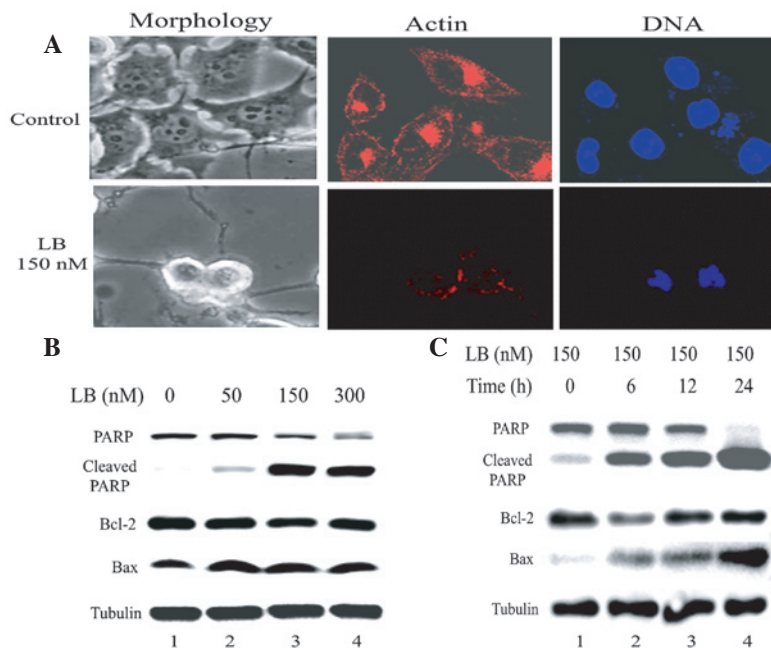 Morphology Actin DNA
A
Control
LB
150 nM
B
LB (nM) 0 50 150 300
PARP
Cleaved
PARP
Bcl-2
Bax
Tubulin
1 2 3 4
C
LB (nM) 150 150 150 150
Time (h) 0 6 12 24
PARP
Cleaved
PARP
Bcl-2
Bax
Tubulin
1 2 3 4